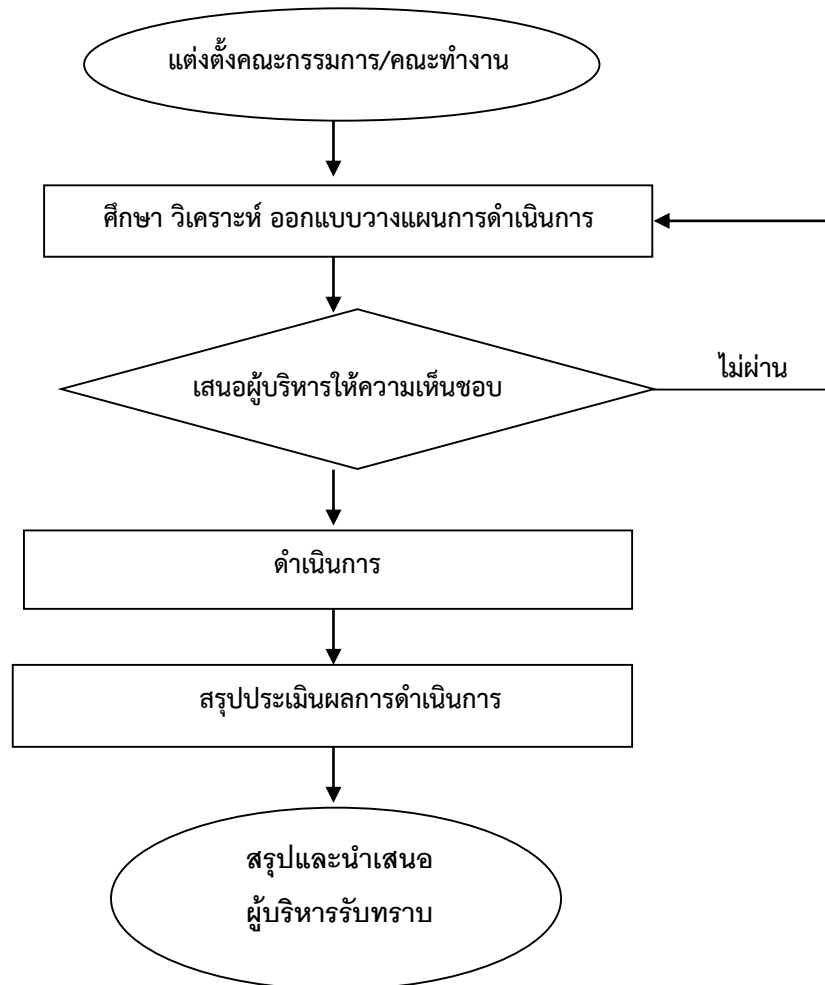 แต่งตั้งคณะกรรมการ/คณะทำงาน
ศึกษา วิเคราะห์ ออกแบบวางแผนการดำเนินการ
เสนอผู้บริหารให้ความเห็นชอบ
ไม่ผ่าน
ดำเนินการ
สรุปประเมินผลการดำเนินการ
สรุปและนำเสนอ
ผู้บริหารรับทราบ